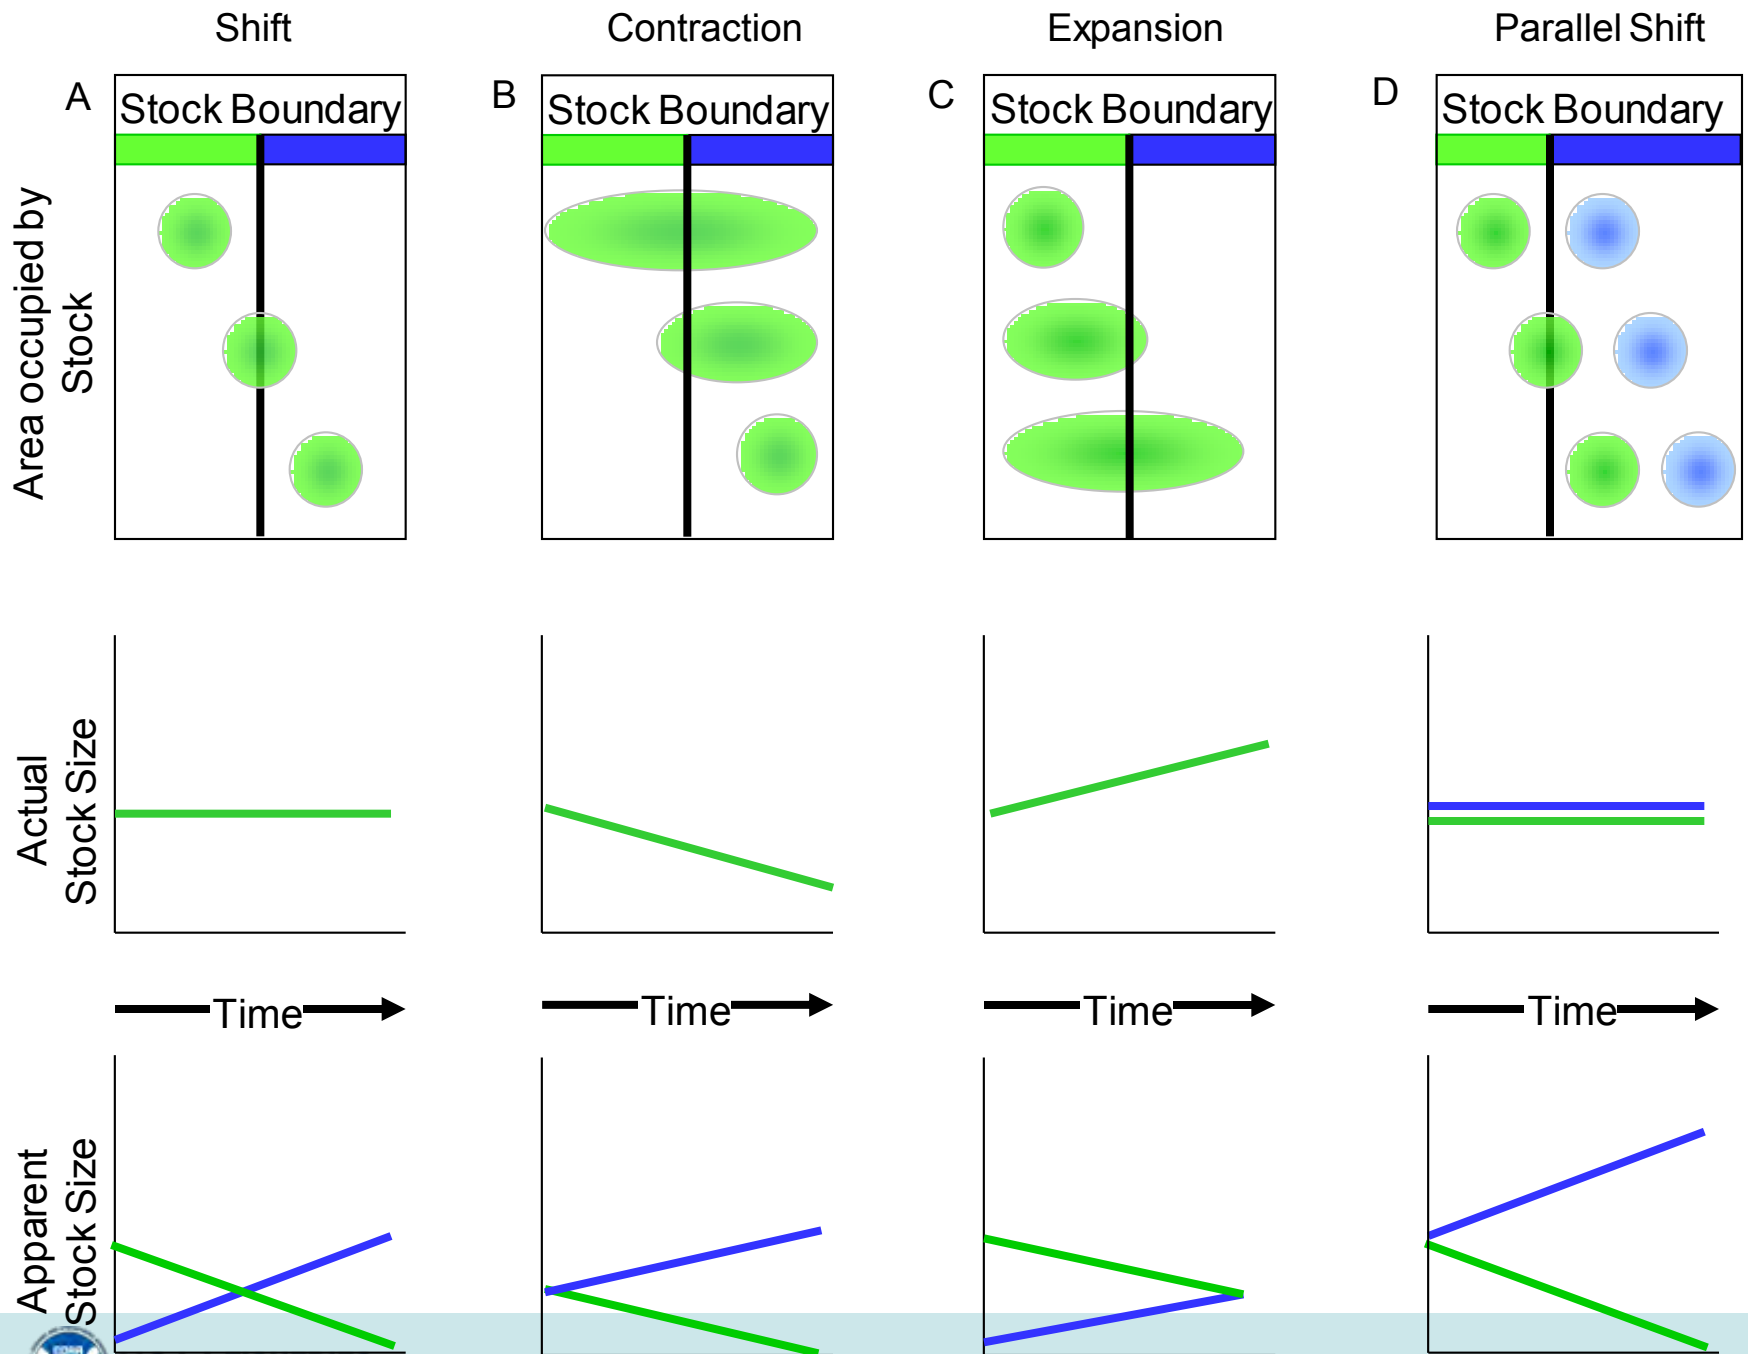 Shift
Contraction
Expansion
Parallel Shift
A
Stock Boundary
B
Stock Boundary
C
Stock Boundary
D
Stock Boundary
Area occupied by
Stock
Actual
Stock Size
Time
Time
Time
Time
Apparent
Stock Size